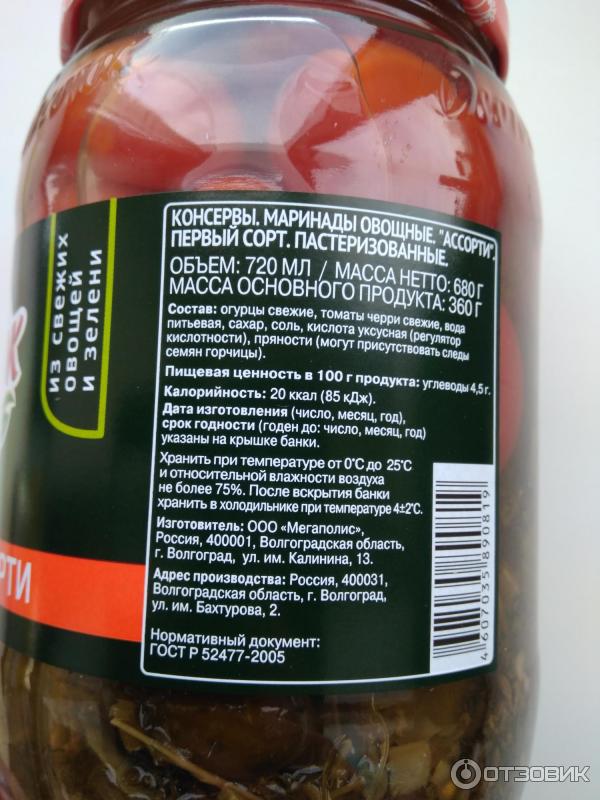 КОНСЕРВЫ. МАРИНАДЫ ОВОЩНЫЕ. "АССОРТИ".
ПЕРВЫЙ СОРТ. ПАСТЕРИЗОВАННЫЕ.
ОБЪЕМ: 720 МЛ / МАССА НЕТТО: 680 Г
МАССА ОСНОВНОГО ПРОДУКТА: 360 Г
Состав: огурцы свежие, томаты черри свежие, вода
питьевая, сахар, соль, кислота уксусная (регулятор
кислотности), пряности (могут присутствовать следы
семян горчицы).
Пищевая ценность в 100 г продукта: углеводы 4,5 г.
Калорийность: 20 ккал (85 кДж).
Дата изготовления (число, месяц, год),
срок годности (годен до: число, месяц, год)
указаны на крышке банки.
Хранить при температуре от 0°С до 25°С
и относительной влажности воздуха
не более 75%. После вскрытия банки
хранить в холодильнике при температуре 4±2°С.
Изготовитель: ООО «Мегаполис»,
Россия, 400001, Волгоградская область,
г. Волгоград, ул. им. Калинина, 13.
Адрес производства: Россия, 400031,
Волгоградская область, г. Волгоград,
ул. им. Бахтурова, 2.
Нормативный документ:
ГОСТ Р 52477-2005
4607035890819
из свежих
овощей
и зелени
РТИ
ОТЗОВИК